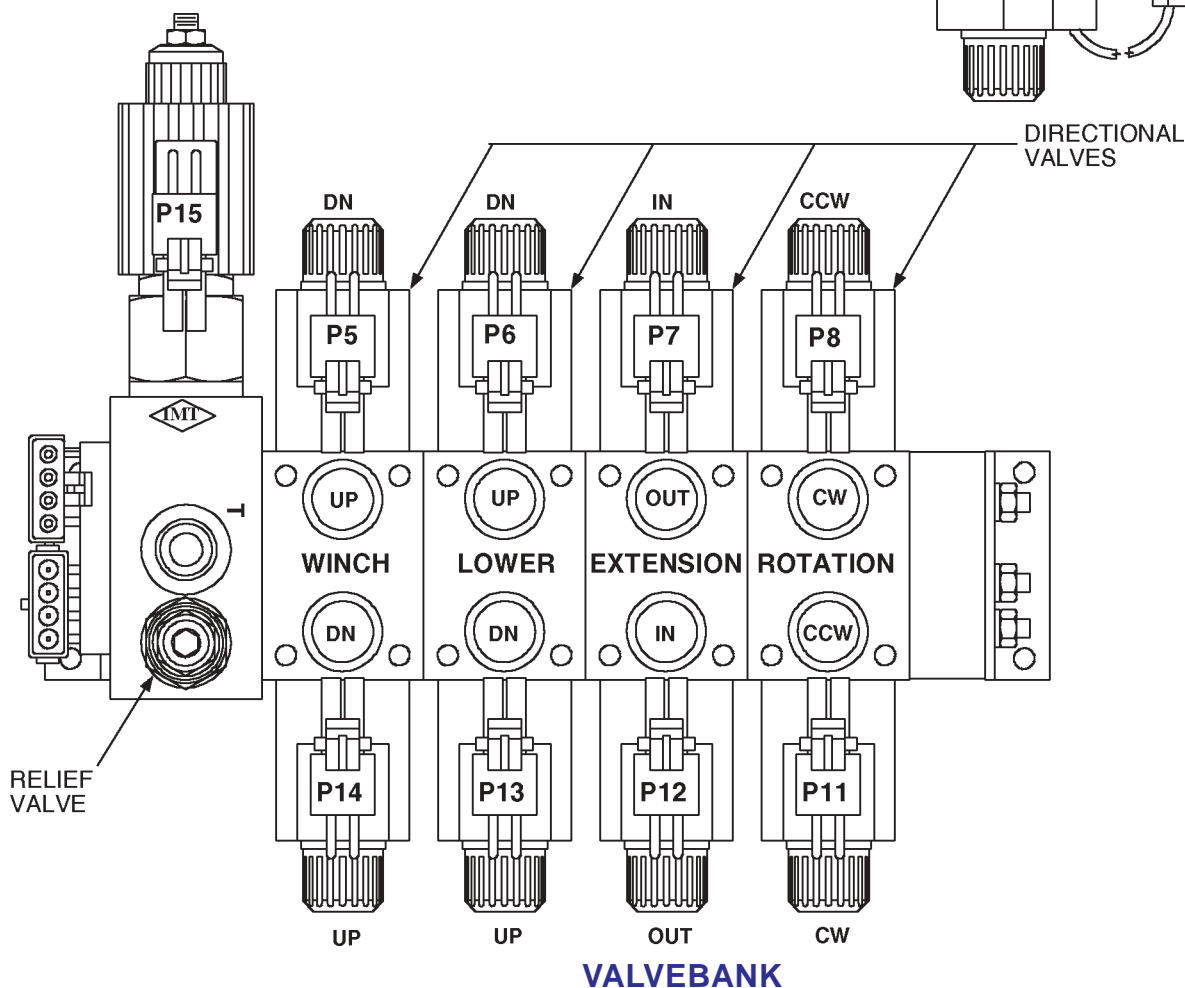 DIRECTIONAL
VALVES
P15
DN
DN
IN
CCW
P5
P6
P7
P8
IMT
T
UP
UP
OUT
CW
WINCH
LOWER
EXTENSION
ROTATION
DN
DN
IN
CCW
RELIEF
VALVE
P14
P13
P12
P11
UP
UP
OUT
CW
VALVEBANK